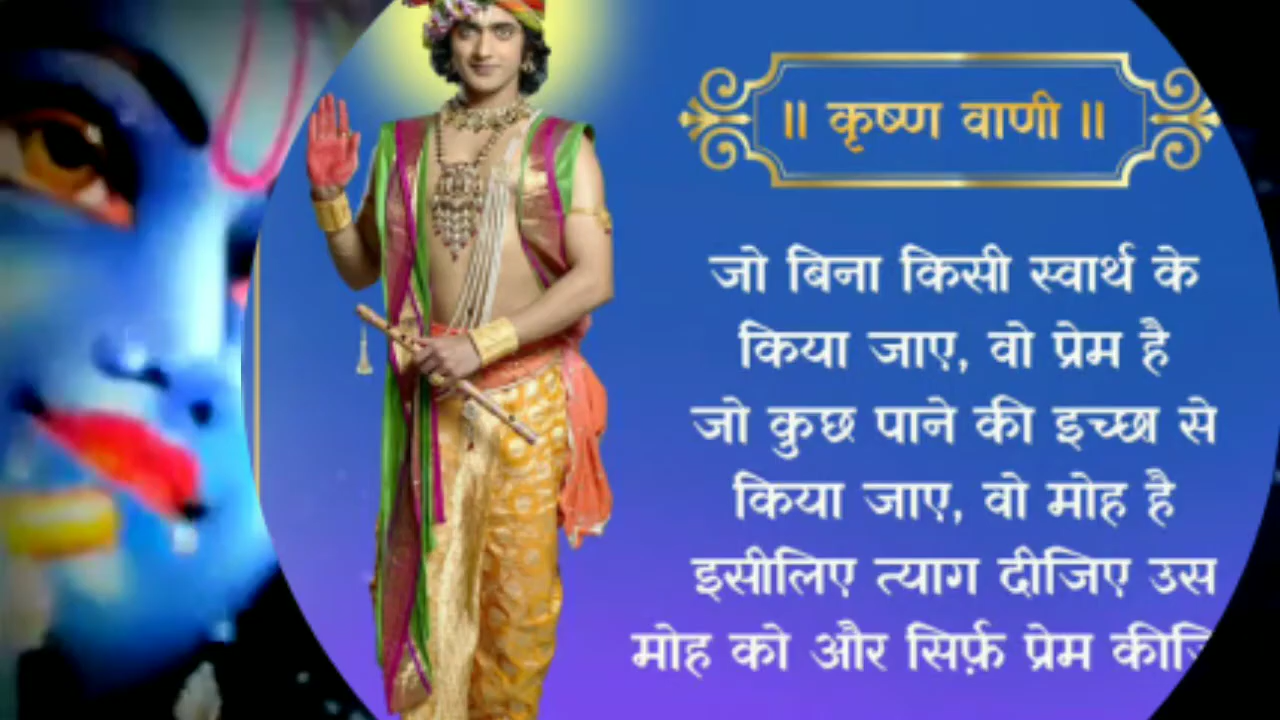 ॥ कृष्ण वाणी ॥
जो बिना किसी स्वार्थ के
किया जाए, वो प्रेम है
जो कुछ पाने की इच्छा से
किया जाए, वो मोह है
इसीलिए त्याग दीजिए उस
मोह को और सिर्फ़ प्रेम